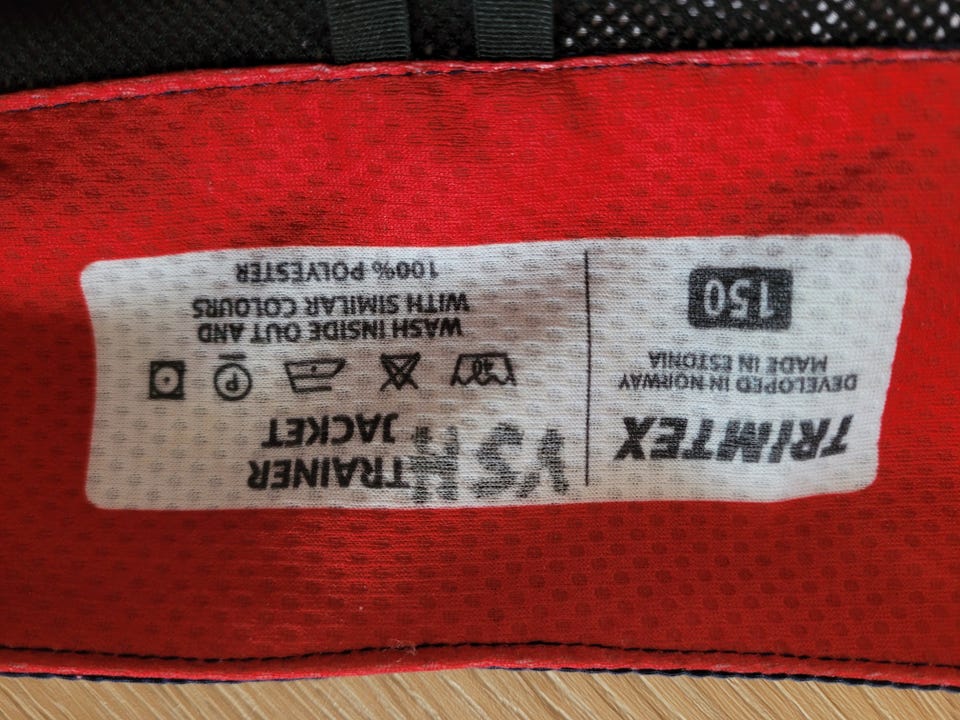 TRIMTEX
DEVELOPED IN NORWAY
MADE IN ESTONIA
150
TRAINER
JACKET
40 P
WASH INSIDE OUT AND
WITH SIMILAR COLOURS
100% POLYESTER